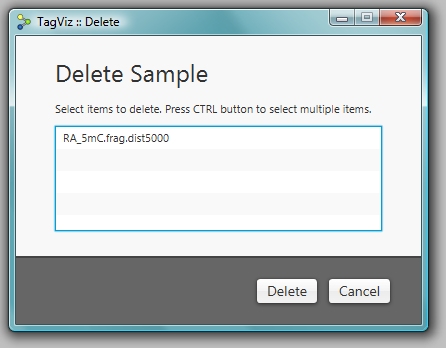 TagViz :: Delete
Delete Sample
Select items to delete. Press CTRL button to select multiple items.
RA_5mC.frag.dist5000
Delete Cancel